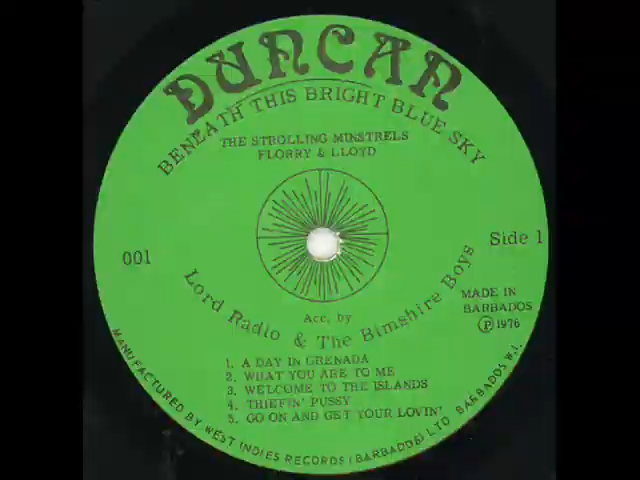 DUNCAN
BENEATH THIS BRIGHT BLUE SKY
THE STROLLING MINSTRELS
FLORRY & LLOYD
001
Side 1
Acc. by
Lord Radio & The Bimshire Boys
MADE IN
BARBADOS
Ⓟ 1976
1. A DAY IN GRENADA
2. WHAT YOU ARE TO ME
3. WELCOME TO THE ISLANDS
4. THIEFIN' PUSSY
5. GO ON AND GET YOUR LOVIN'
MANUFACTURED BY WEST INDIES RECORDS (BARBADOS) LTD BARBADOS W.I.